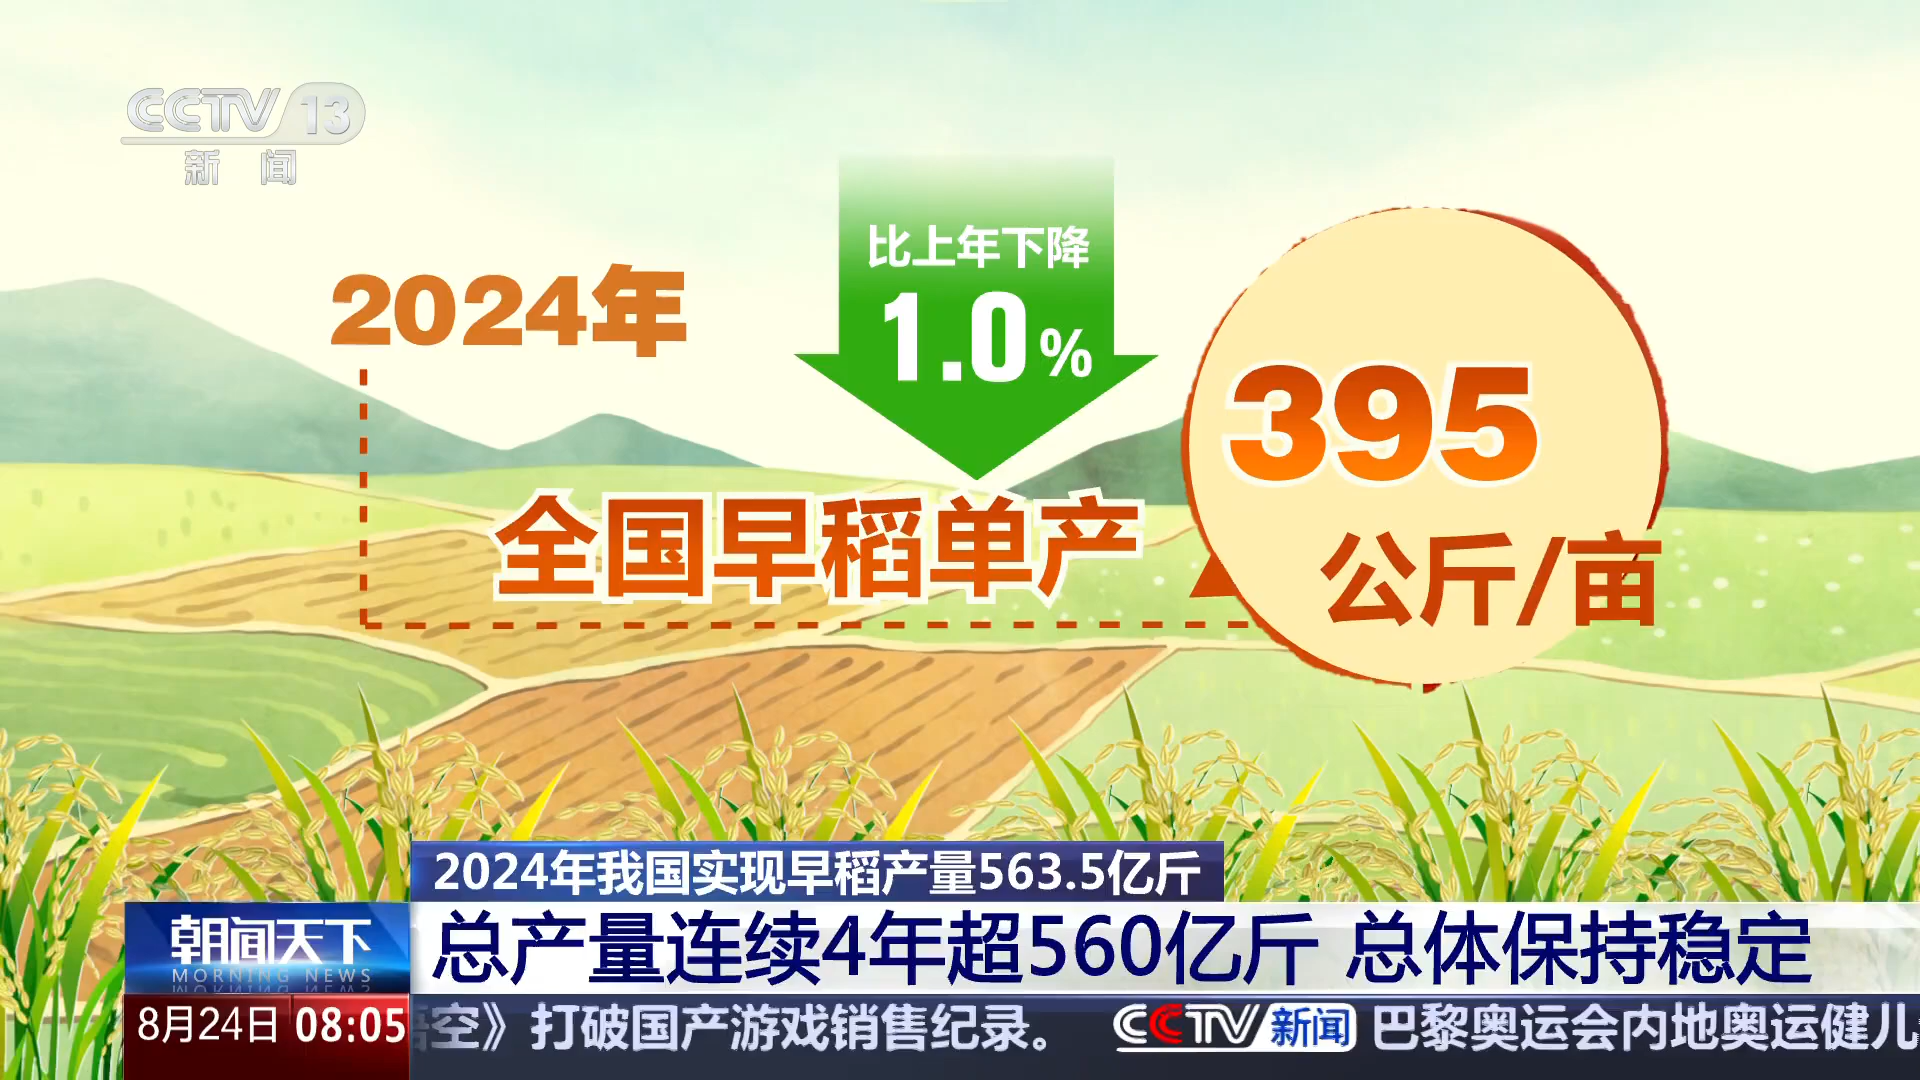 CCTV 13
新闻
比上年下降
1.0%
2024年
395
公斤/亩
全国早稻单产
2024年我国实现早稻产量563.5亿斤
朝闻天下
MORNING NEWS
总产量连续4年超560亿斤 总体保持稳定
8月24日 08:05
空》打破国产游戏销售纪录。 CCTV新闻 巴黎奥运会内地奥运健儿